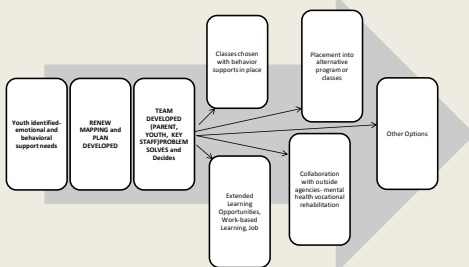 Youth identified-
emotional and
behavioral
support needs
RENEW
MAPPING and
PLAN
DEVELOPED
TEAM
DEVELOPED
(PARENT,
YOUTH, KEY
STAFF)PROBLEM
SOLVES and
Decides
Classes chosen
with behavior
supports in place
Placement into
alternative
program or
classes
Extended
Learning
Opportunities,
Work-based
Learning, Job
Collaboration
with outside
agencies- mental
health vocational
rehabilitation
Other Options